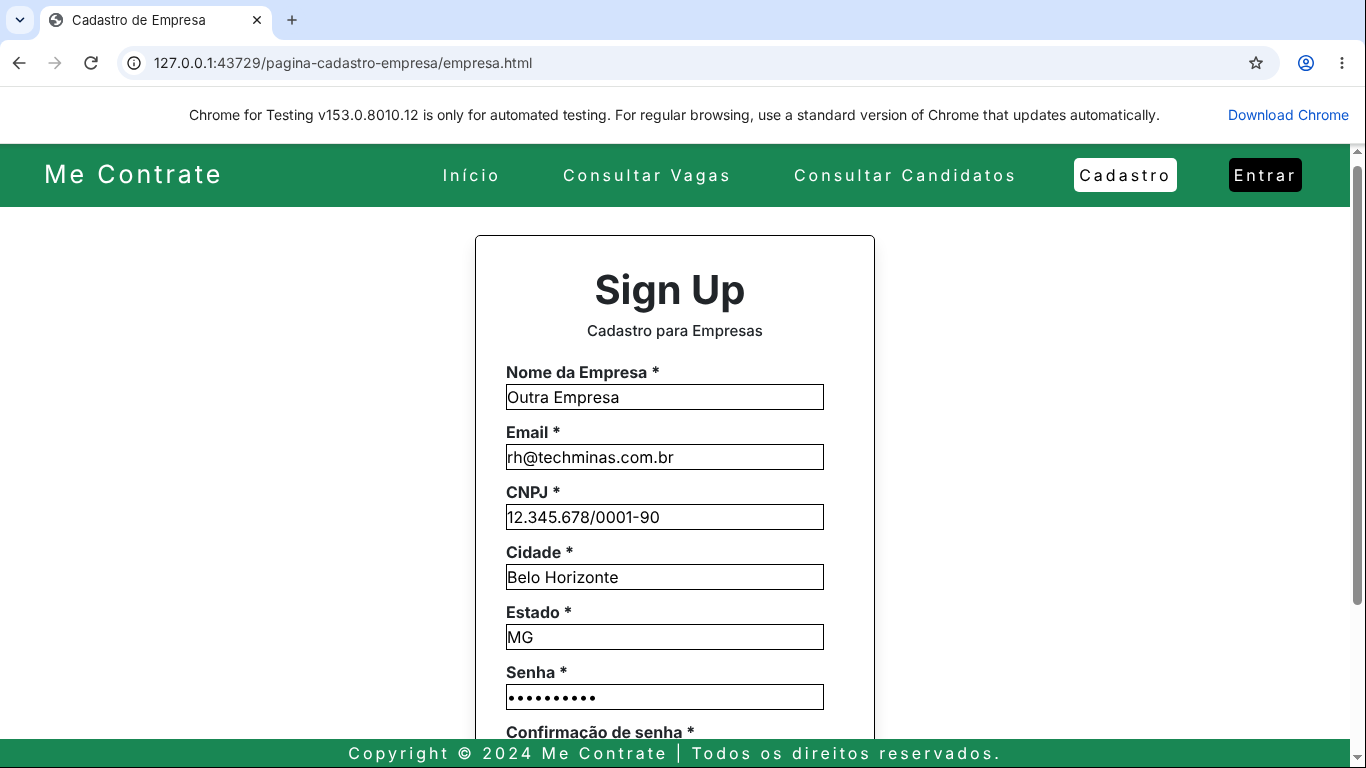 Cadastro de Empresa
127.0.0.1:43729/pagina-cadastro-empresa/empresa.html
Chrome for Testing v153.0.8010.12 is only for automated testing. For regular browsing, use a standard version of Chrome that updates automatically.
Download Chrome
Me Contrate
Início
Consultar Vagas
Consultar Candidatos
Cadastro
Entrar
Sign Up
Cadastro para Empresas
Nome da Empresa *
Outra Empresa
Email *
rh@techminas.com.br
CNPJ *
12.345.678/0001-90
Cidade *
Belo Horizonte
Estado *
MG
Senha *
••••••••••
Confirmação de senha *
Copyright © 2024 Me Contrate | Todos os direitos reservados.